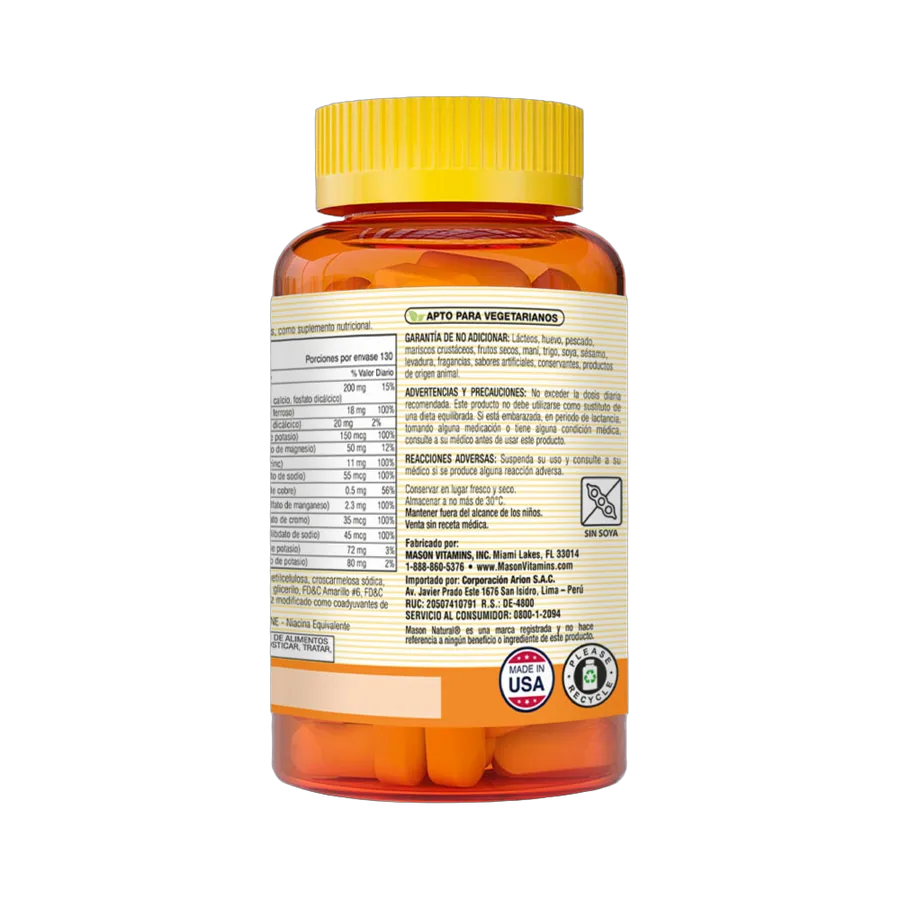 s, como suplemento nutricional.
Porciones por envase 130
% Valor Diario
200 mg 15%
calcio, fosfato dicálcico)
ferroso) 18 mg 100%
dicálcico) 20 mg 2%
potasio) 150 mcg 100%
o de magnesio) 50 mg 12%
zinc) 11 mg 100%
to de sodio) 55 mcg 100%
de cobre) 0.5 mg 56%
lfato de manganeso) 2.3 mg 100%
ato de cromo) 35 mcg 100%
libdato de sodio) 45 mcg 100%
e potasio) 72 mg 3%
o de potasio) 80 mg 2%
etilcelulosa, croscarmelosa sódica,
glicerilo, FD&C Amarillo #6, FD&C
z modificado como coadyuvantes de
NE - Niacina Equivalente
DE ALIMENTOS
OSTICAR, TRATAR,
APTO PARA VEGETARIANOS
GARANTÍA DE NO ADICIONAR: Lácteos, huevo, pescado,
mariscos crustáceos, frutos secos, maní, trigo, soya, sésamo,
levadura, fragancias, sabores artificiales, conservantes, productos
de origen animal.
ADVERTENCIAS Y PRECAUCIONES: No exceder la dosis diaria
recomendada. Este producto no debe utilizarse como sustituto de
una dieta equilibrada. Si está embarazada, en periodo de lactancia,
tomando alguna medicación o tiene alguna condición médica,
consulte a su médico antes de usar este producto.
REACCIONES ADVERSAS: Suspenda su uso y consulte a su
médico si se produce alguna reacción adversa.
Conservar en lugar fresco y seco.
Almacenar a no más de 30°C.
Mantener fuera del alcance de los niños.
Venta sin receta médica.
SIN SOYA
Fabricado por:
MASON VITAMINS, INC. Miami Lakes, FL 33014
1-888-860-5376 • www.MasonVitamins.com
Importado por: Corporación Arion S.A.C.
Av. Javier Prado Este 1676 San Isidro, Lima – Perú
RUC: 20507410791 R.S.: DE-4800
SERVICIO AL CONSUMIDOR: 0800-1-2094
Mason Natural® es una marca registrada y no hace
referencia a ningún beneficio o ingrediente de este producto.
MADE IN
USA
PLEASE
RECYCLE